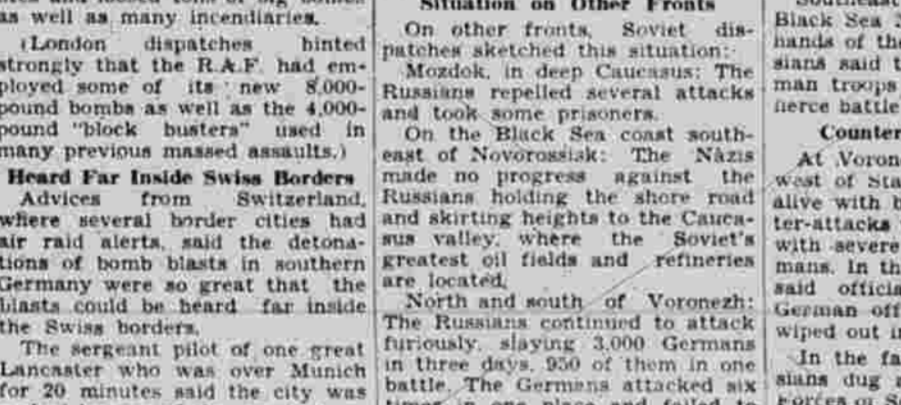 as well as many incendiaries.
(London dispatches hinted
strongly that the R.A.F. had em-
ployed some of its new 8,000-
pound bombs as well as the 4,000-
pound "block busters" used in
many previous massed assaults.)
Heard Far Inside Swiss Borders
Advices from Switzerland,
where several border cities had
air raid alerts, said the detona-
tions of bomb blasts in southern
Germany were so great that the
blasts could be heard far inside
the Swiss borders.
The sergeant pilot of one great
Lancaster who was over Munich
for 20 minutes said the city was
Situation on Other Fronts
On other fronts, Soviet dis-
patches sketched this situation:
Mozdok, in deep Caucasus: The
Russians repelled several attacks
and took some prisoners.
On the Black Sea coast south-
east of Novorossisk: The Nazis
made no progress against the
Russians holding the shore road
and skirting heights to the Cauca-
sus valley, where the Soviet's
greatest oil fields and refineries
are located.
North and south of Voronezh:
The Russians continued to attack
furiously, slaying 3,000 Germans
in three days, 950 of them in one
battle. The Germans attacked six
times in one place and failed to
Black Sea
hands of the
sians said t
man troops
fierce battle
Counter
At Voron
west of Sta
alive with b
ter-attacks
with severe
mans. In th
said officia
German off
wiped out i
In the fa
sians dug